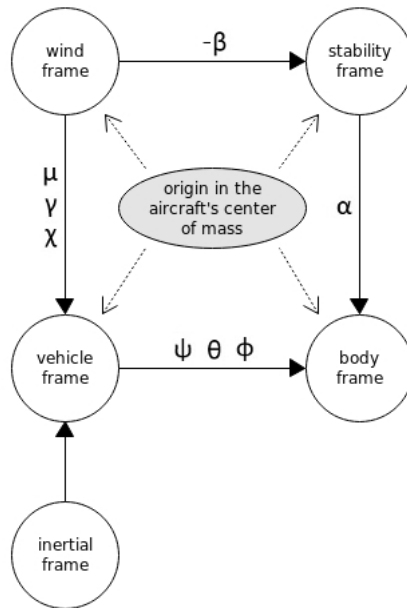 wind
frame
-β
stability
frame
μ
γ
χ
origin in the
aircraft's center
of mass
α
vehicle
frame
ψ θ φ
body
frame
inertial
frame